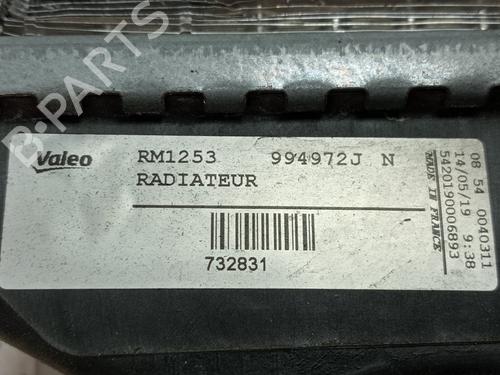 B-PARTS
Valeo
RM1253 994972J N
RADIATEUR
732831
08 54 0040311
14/05/19 9:38
5420190006893
MADE IN FRANCE